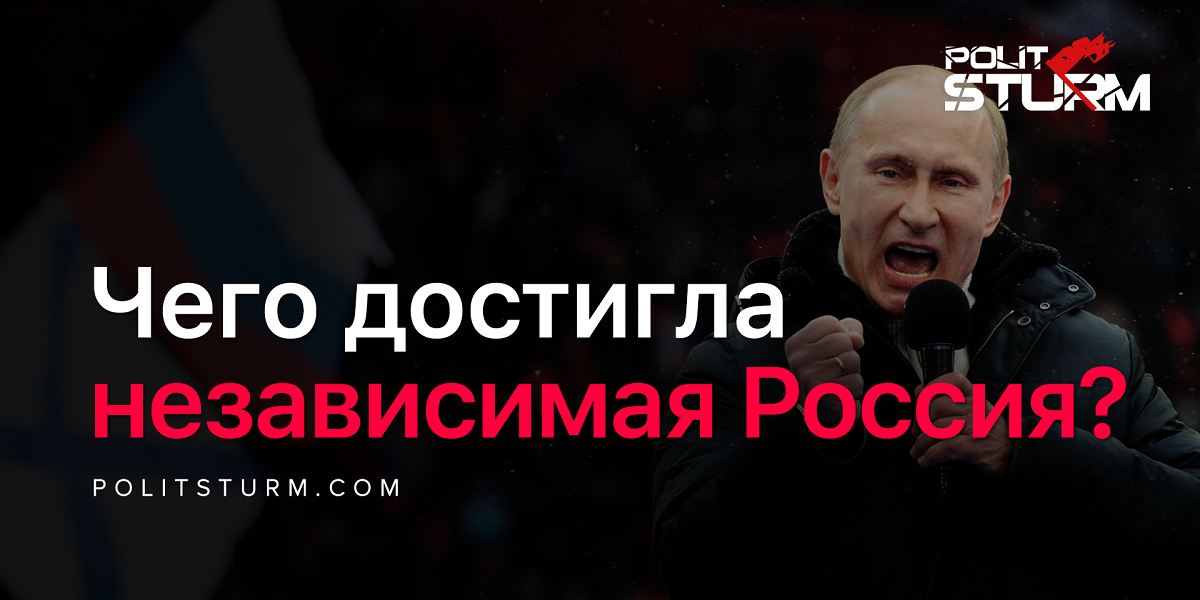 POLIT
STURM
Чего достигла
независимая Россия?
POLITSTURM.COM